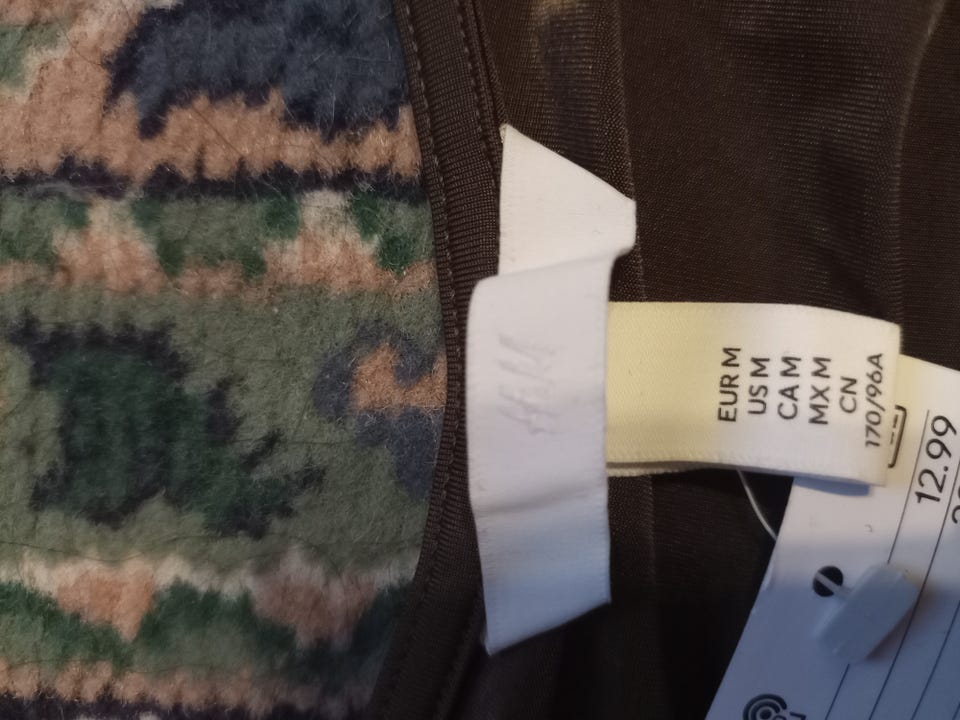 EUR M
US M
CA M
MX M
CN
170/96A
12.99